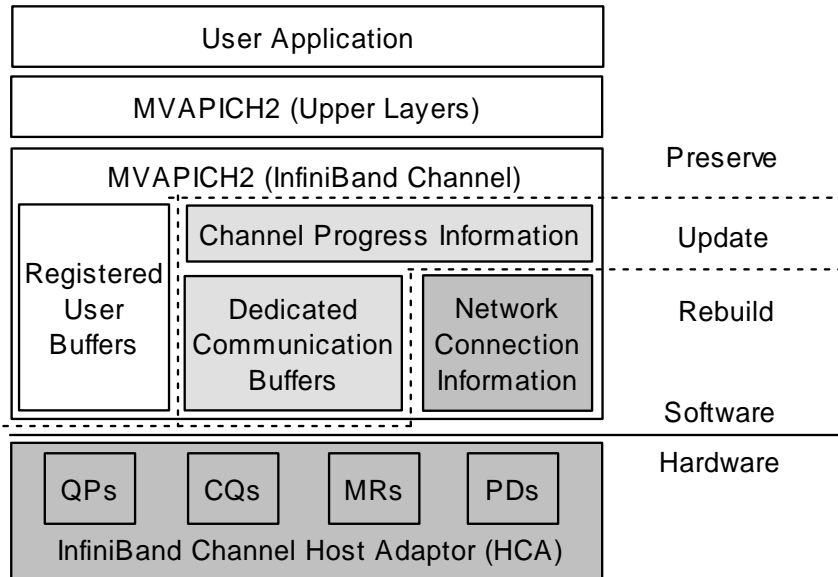 User Application
MVAPICH2 (Upper Layers)
MVAPICH2 (InfiniBand Channel)
Preserve
Channel Progress Information
Update
Registered
User
Buffers
Dedicated
Communication
Buffers
Network
Connection
Information
Rebuild
Software
Hardware
QPs
CQs
MRs
PDs
InfiniBand Channel Host Adaptor (HCA)